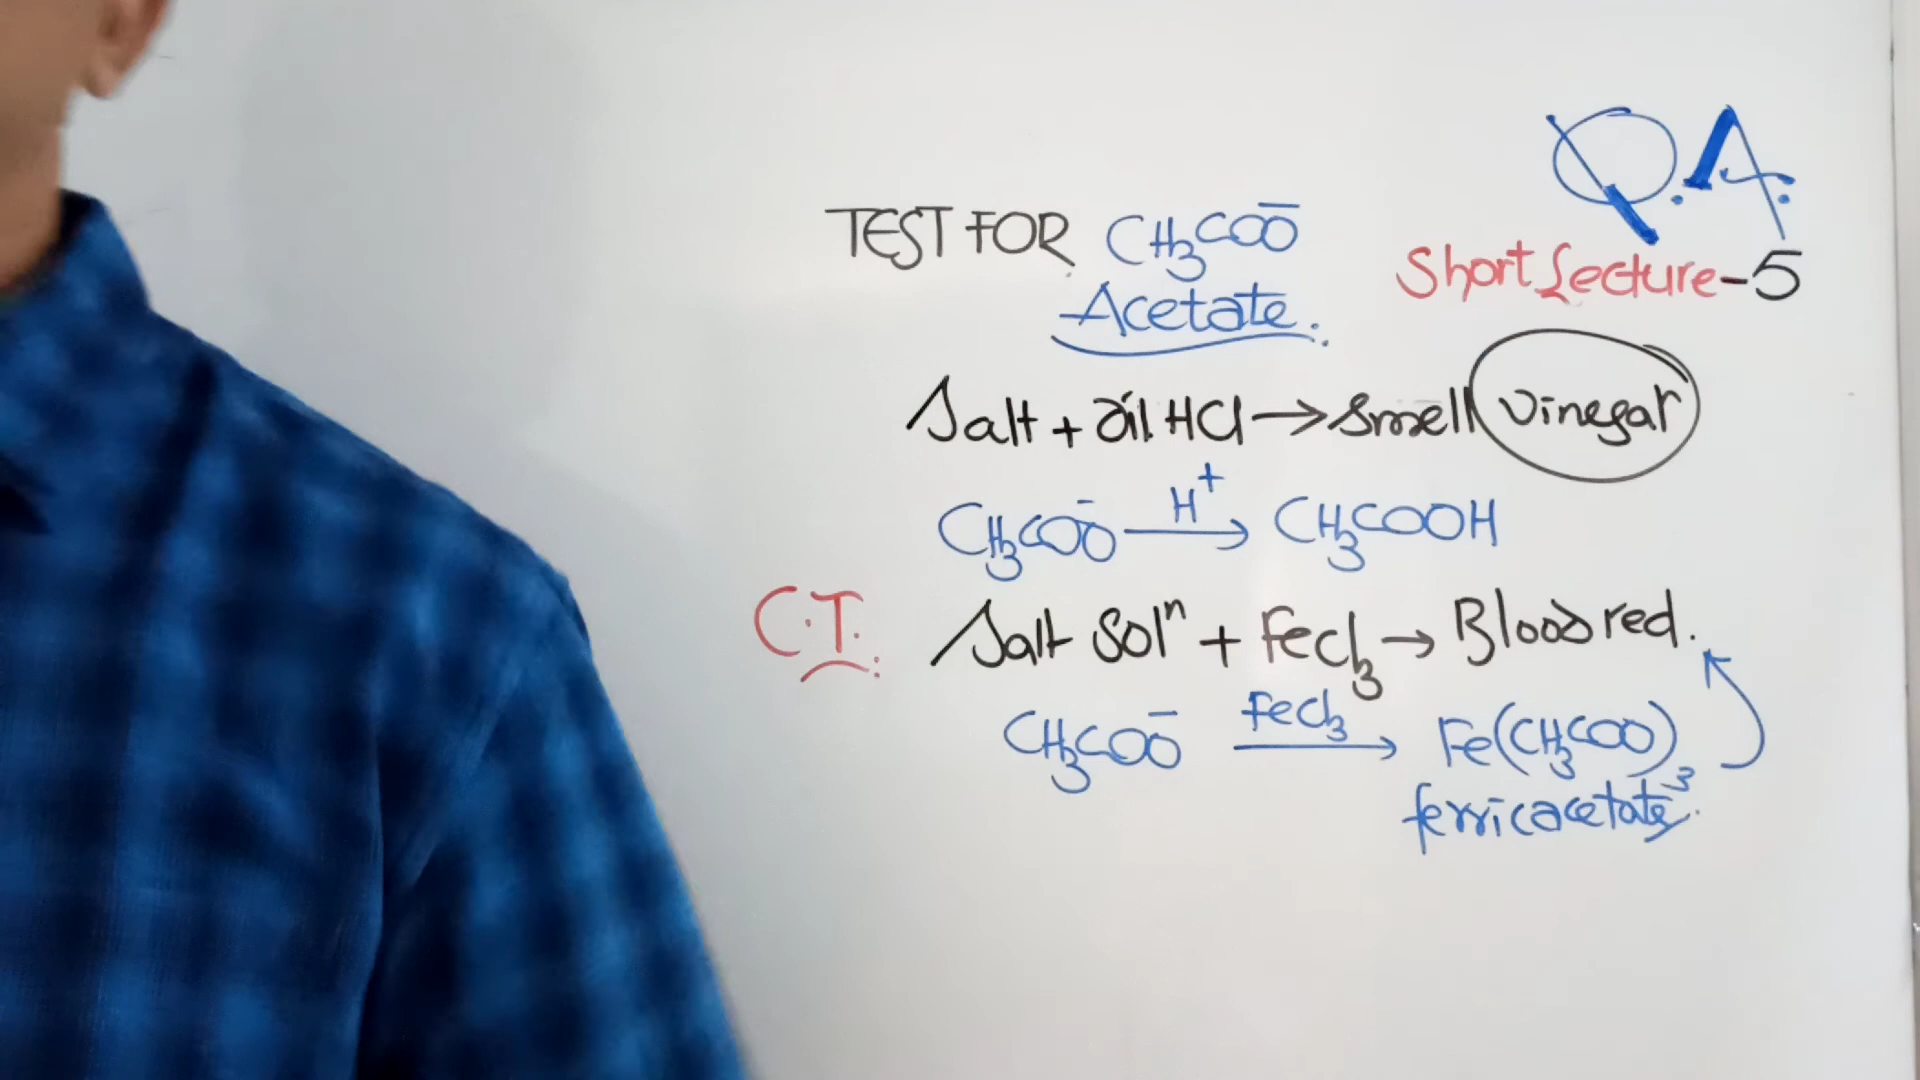 Q.A.
TEST FOR CH₃COO⁻
Short Lecture-5
Acetate.
Salt + dil HCl → Smell Vinegar
CH₃COO⁻ H⁺→ CH₃COOH
C.T. Salt Solⁿ + FeCl₃ → Blood red.
CH₃COO⁻ FeCl₃→ Fe(CH₃COO)₃
ferricacetate.